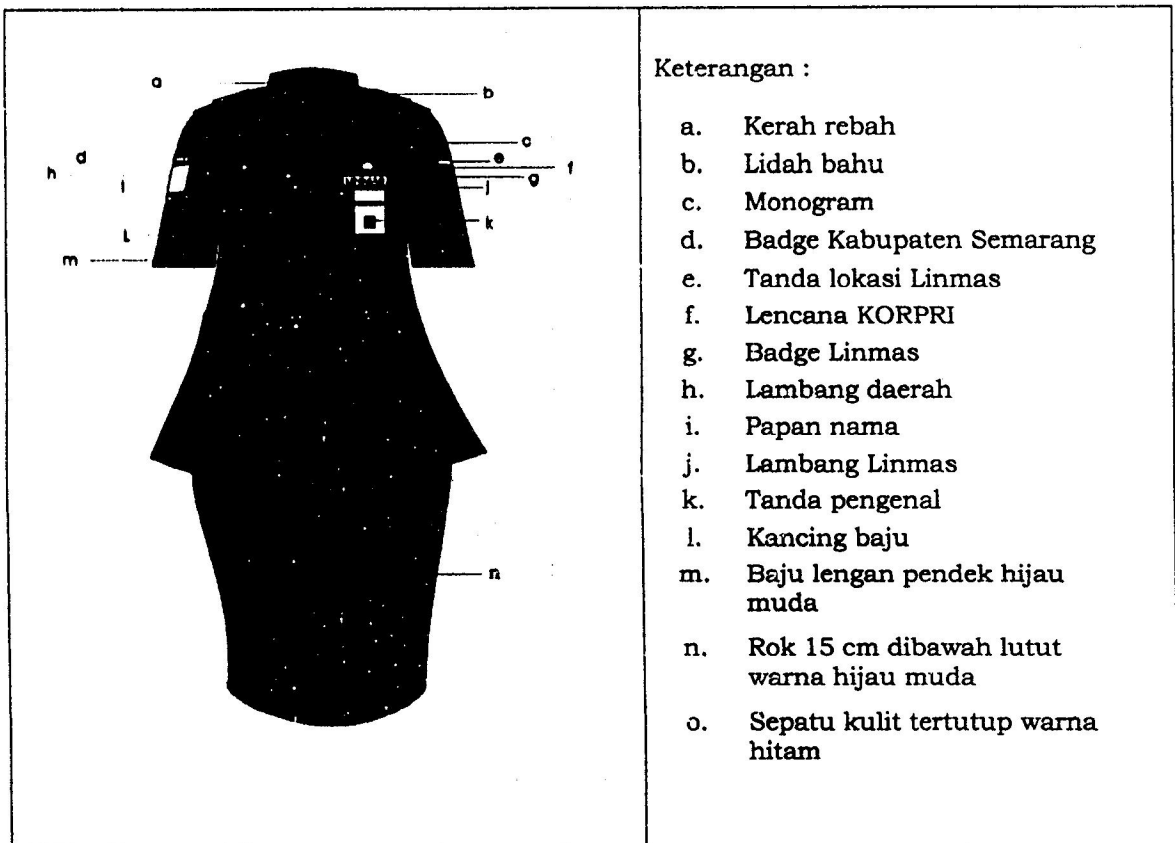 a
b
c
d
e
f
h
i
j
g
k
L
m
n
Keterangan :
a. Kerah rebah
b. Lidah bahu
c. Monogram
d. Badge Kabupaten Semarang
e. Tanda lokasi Linmas
f. Lencana KORPRI
g. Badge Linmas
h. Lambang daerah
i. Papan nama
j. Lambang Linmas
k. Tanda pengenal
l. Kancing baju
m. Baju lengan pendek hijau
muda
n. Rok 15 cm dibawah lutut
warna hijau muda
o. Sepatu kulit tertutup warna
hitam